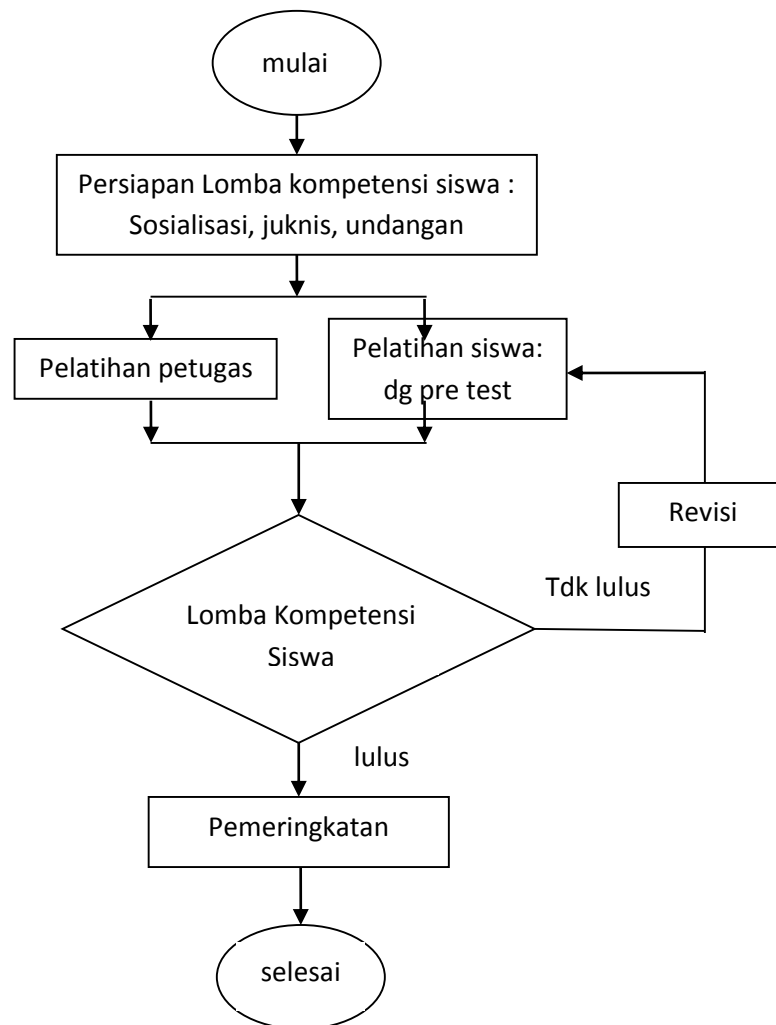 mulai
Persiapan Lomba kompetensi siswa :
Sosialisasi, juknis, undangan
Pelatihan petugas
Pelatihan siswa:
dg pre test
Revisi
Tdk lulus
Lomba Kompetensi
Siswa
lulus
Pemeringkatan
selesai